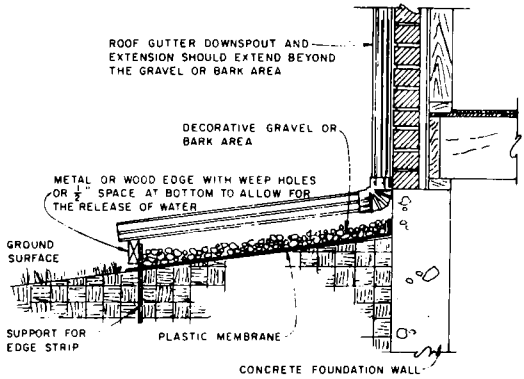 ROOF GUTTER DOWNSPOUT AND
EXTENSION SHOULD EXTEND BEYOND
THE GRAVEL OR BARK AREA
DECORATIVE GRAVEL OR
BARK AREA
METAL OR WOOD EDGE WITH WEEP HOLES
OR 1/2" SPACE AT BOTTOM TO ALLOW FOR
THE RELEASE OF WATER
GROUND
SURFACE
SUPPORT FOR
EDGE STRIP
PLASTIC MEMBRANE
CONCRETE FOUNDATION WALL